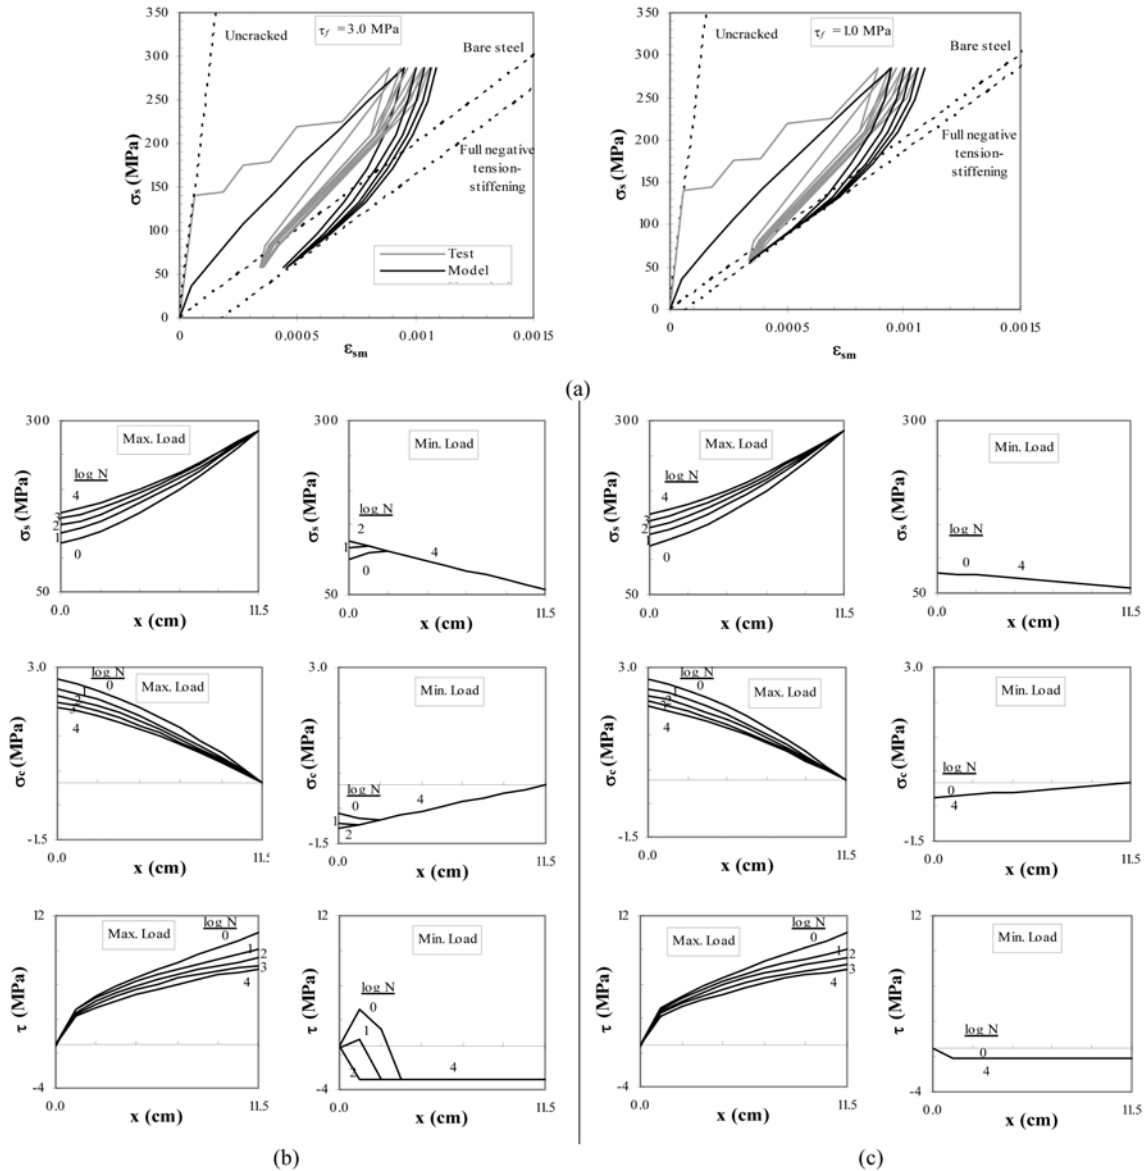 350
300
250
200
150
100
50
0
σs (MPa)
Uncracked
τf = 3.0 MPa
Bare steel
Full negative
tension-
stiffening
Test
Model
0 0.0005 0.001 0.0015
εsm
350
300
250
200
150
100
50
0
σs (MPa)
Uncracked
τf = 1.0 MPa
Bare steel
Full negative
tension-
stiffening
0 0.0005 0.001 0.0015
εsm
(a)
300
50
σs (MPa)
Max. Load
log N
4
3
2
1
0
0.0 11.5
x (cm)
300
50
σs (MPa)
Min. Load
log N
2
1
0
4
0.0 11.5
x (cm)
3.0
-1.5
σc (MPa)
log N
0
1
2
3
4
Max. Load
0.0 11.5
x (cm)
3.0
-1.5
σc (MPa)
Min. Load
log N
0
1
2
4
0.0 11.5
x (cm)
12
-4
τ (MPa)
Max. Load
log N
0
1
2
3
4
0.0 11.5
x (cm)
12
-4
τ (MPa)
Min. Load
log N
0
1
2
4
0.0 11.5
x (cm)
(b)
300
50
σs (MPa)
Max. Load
log N
4
3
2
1
0
0.0 11.5
x (cm)
300
50
σs (MPa)
Min. Load
log N
0 4
0.0 11.5
x (cm)
3.0
-1.5
σc (MPa)
log N
0
1
2
3
4
Max. Load
0.0 11.5
x (cm)
3.0
-1.5
σc (MPa)
Min. Load
log N
0
4
0.0 11.5
x (cm)
12
-4
τ (MPa)
Max. Load
log N
0
1
2
3
4
0.0 11.5
x (cm)
12
-4
τ (MPa)
Min. Load
log N
0
4
0.0 11.5
x (cm)
(c)